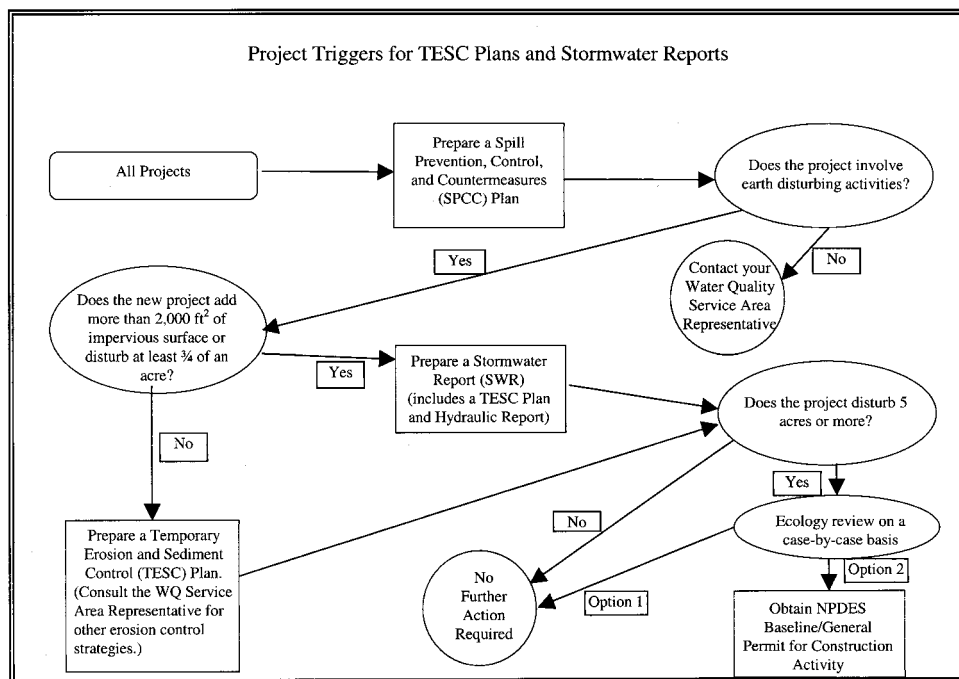 Project Triggers for TESC Plans and Stormwater Reports
All Projects
Prepare a Spill
Prevention, Control,
and Countermeasures
(SPCC) Plan
Does the project involve
earth disturbing activities?
Yes
No
Contact your
Water Quality
Service Area
Representative
Does the new project add
more than 2,000 ft² of
impervious surface or
disturb at least ¾ of an
acre?
Yes
Prepare a Stormwater
Report (SWR)
(includes a TESC Plan
and Hydraulic Report)
Does the project disturb 5
acres or more?
No
Yes
No
Prepare a Temporary
Erosion and Sediment
Control (TESC) Plan.
(Consult the WQ Service
Area Representative for
other erosion control
strategies.)
Ecology review on a
case-by-case basis
No
Further
Action
Required
Option 1
Option 2
Obtain NPDES
Baseline/General
Permit for Construction
Activity